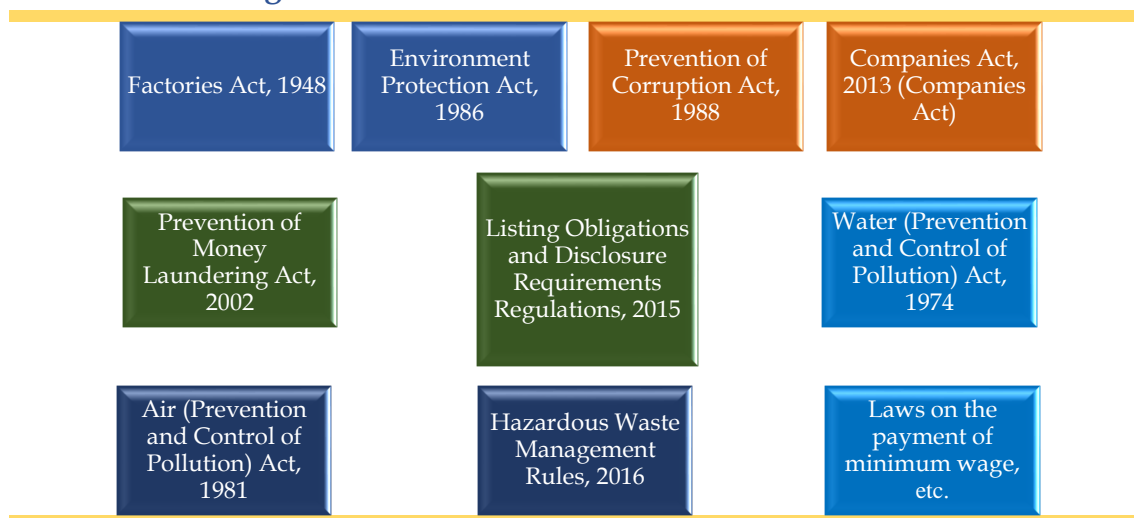 Factories Act, 1948
Environment
Protection Act,
1986
Prevention of
Corruption Act,
1988
Companies Act,
2013 (Companies
Act)
Prevention of
Money
Laundering Act,
2002
Listing Obligations
and Disclosure
Requirements
Regulations, 2015
Water (Prevention
and Control of
Pollution) Act,
1974
Air (Prevention
and Control of
Pollution) Act,
1981
Hazardous Waste
Management
Rules, 2016
Laws on the
payment of
minimum wage,
etc.